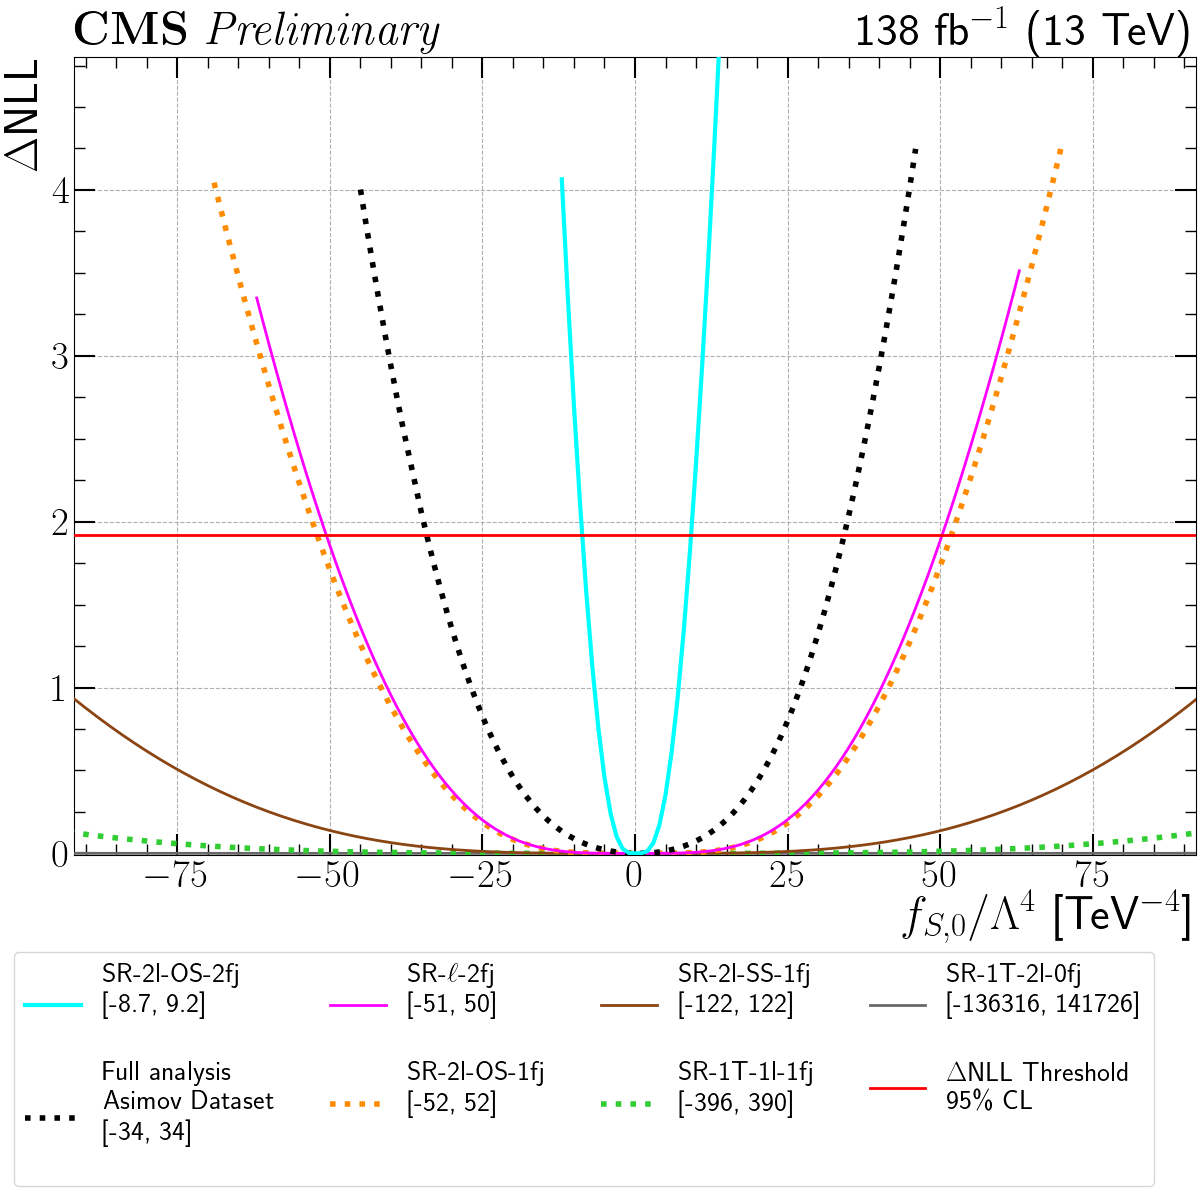 CMS Preliminary 138 fb⁻¹ (13 TeV)
ΔNLL
4
3
2
1
0
−75 −50 −25 0 25 50 75
f_{S,0}/Λ⁴ [TeV⁻⁴]
SR-2l-OS-2fj
[-8.7, 9.2]
SR-ℓ-2fj
[-51, 50]
SR-2l-SS-1fj
[-122, 122]
SR-1T-2l-0fj
[-136316, 141726]
Full analysis
Asimov Dataset
[-34, 34]
SR-2l-OS-1fj
[-52, 52]
SR-1T-1l-1fj
[-396, 390]
ΔNLL Threshold
95% CL